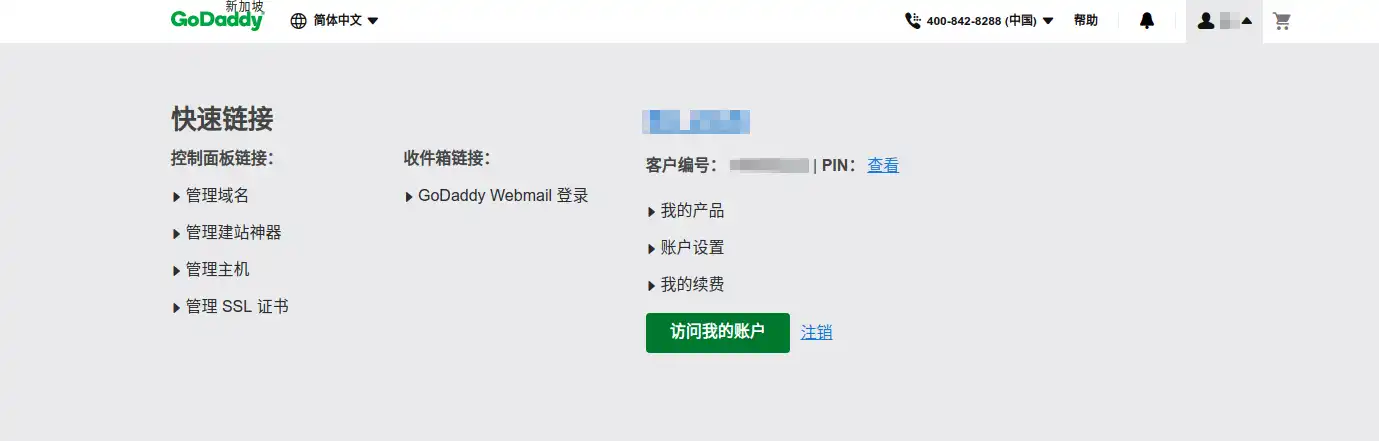 新加坡
GoDaddy 简体中文 400-842-8288 (中国) 帮助
快速链接
控制面板链接：
管理域名
管理建站神器
管理主机
管理 SSL 证书
收件箱链接：
GoDaddy Webmail 登录
客户编号： | PIN： 查看
我的产品
账户设置
我的续费
访问我的账户 注销